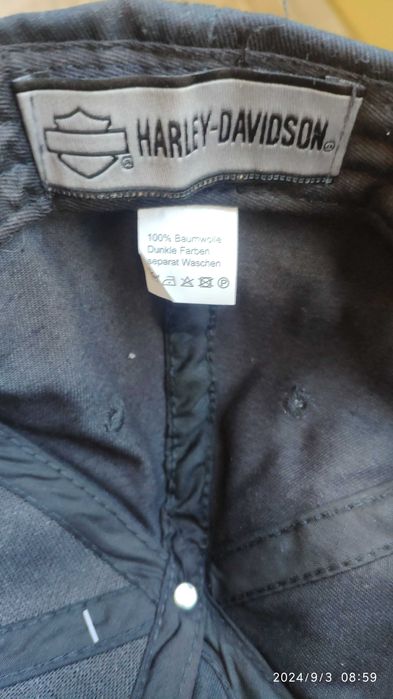 HARLEY-DAVIDSON
100% Baumwolle
Dunkle Farben
separat Waschen
2024/9/3 08:59